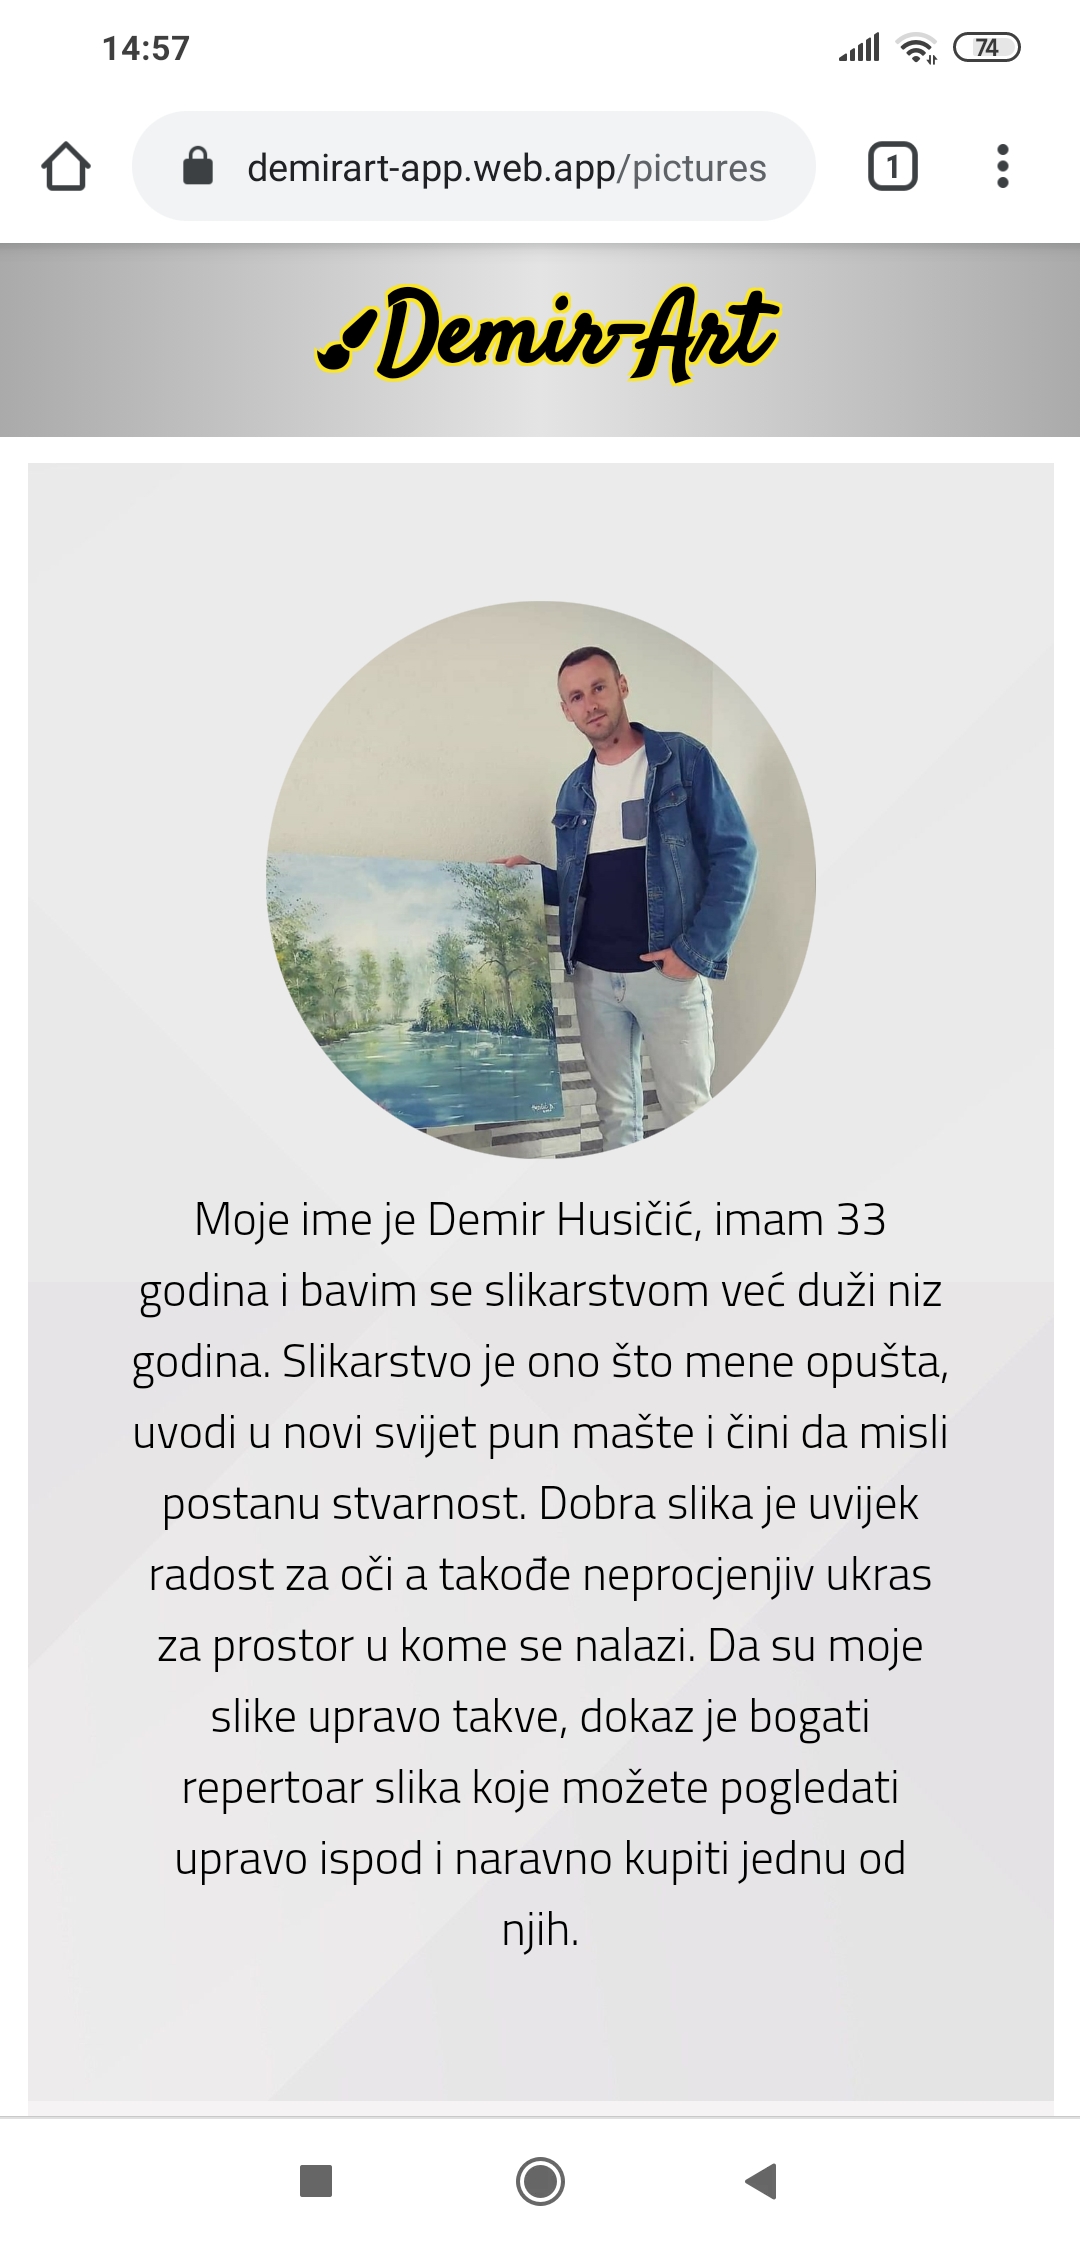 14:57
74
demirart-app.web.app/pictures
1
Demir-Art
Moje ime je Demir Husičić, imam 33
godina i bavim se slikarstvom već duži niz
godina. Slikarstvo je ono što mene opušta,
uvodi u novi svijet pun mašte i čini da misli
postanu stvarnost. Dobra slika je uvijek
radost za oči a takođe neprocjenjiv ukras
za prostor u kome se nalazi. Da su moje
slike upravo takve, dokaz je bogati
repertoar slika koje možete pogledati
upravo ispod i naravno kupiti jednu od
njih.